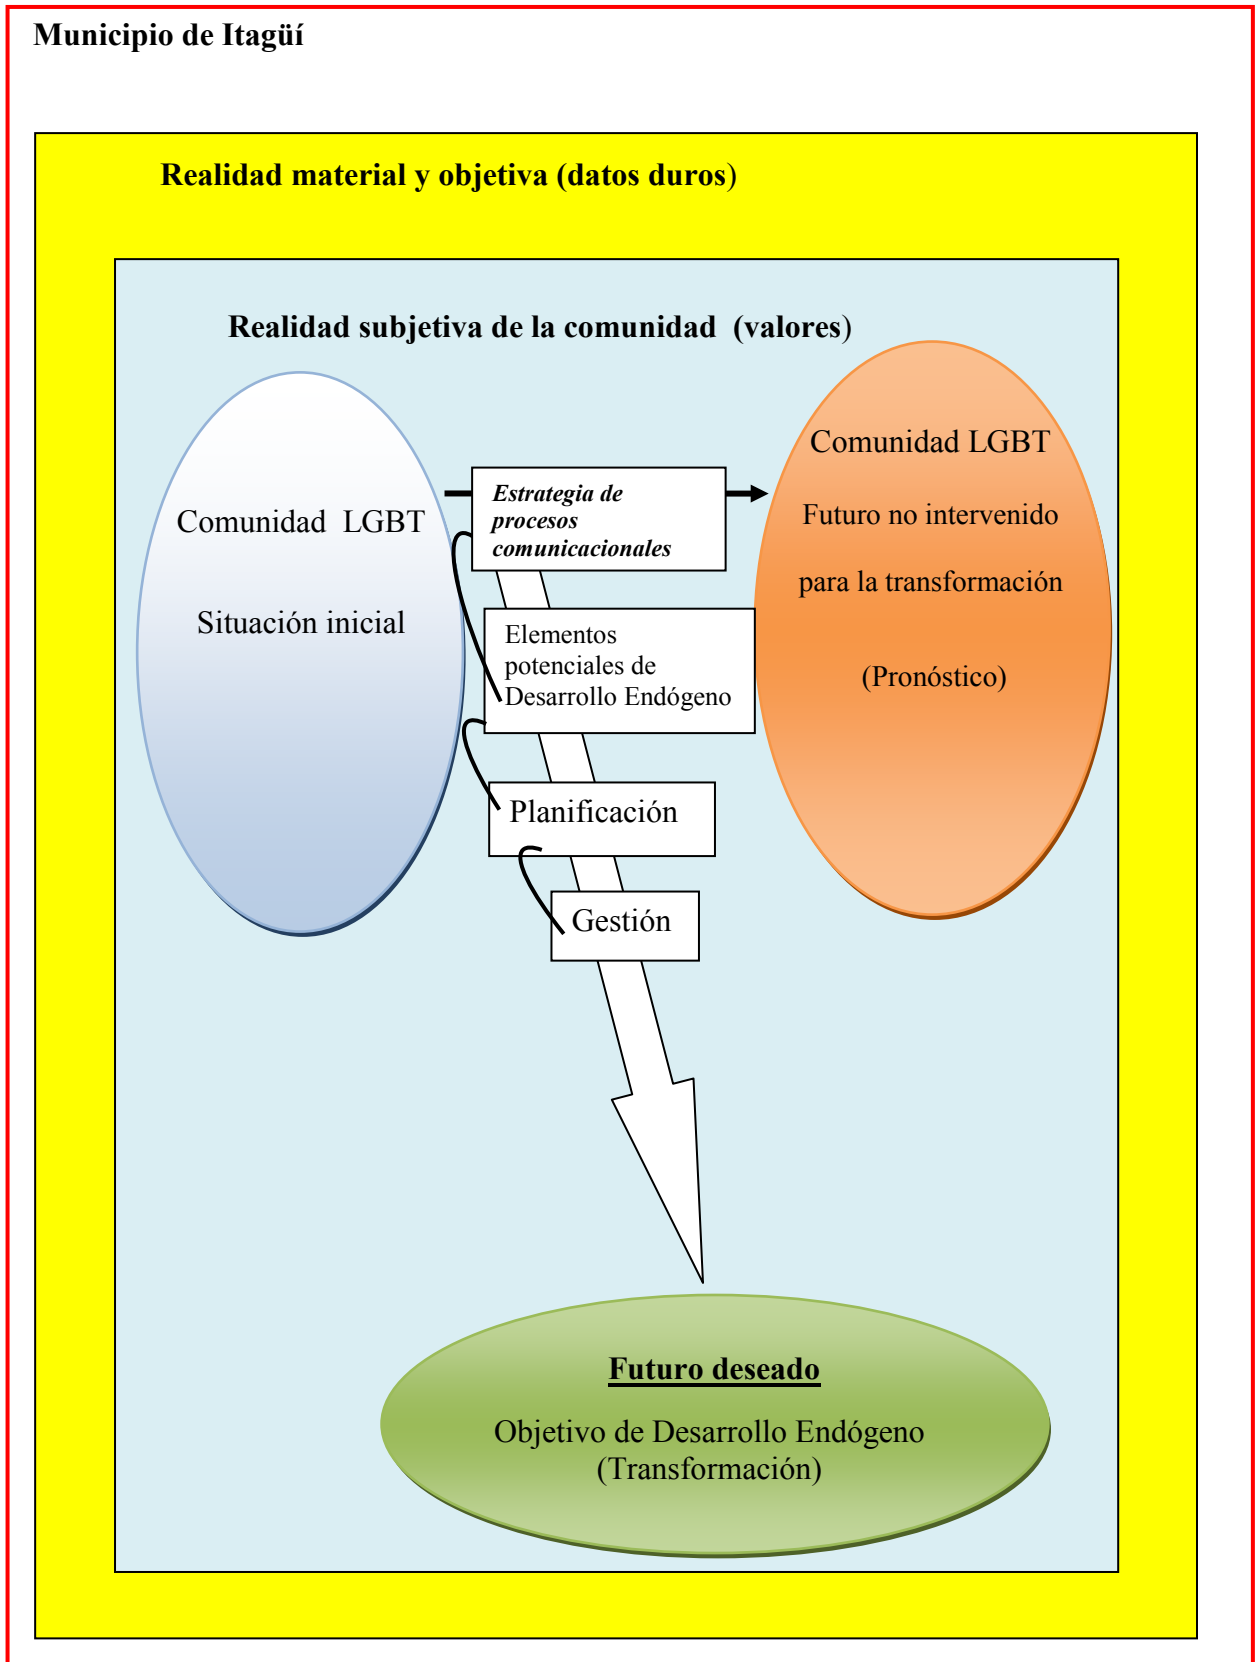 Municipio de Itagüí
Realidad material y objetiva (datos duros)
Realidad subjetiva de la comunidad  (valores)
Comunidad  LGBT
Situación inicial
Estrategia de
procesos
comunicacionales
Elementos
potenciales de
Desarrollo Endógeno
Planificación
Gestión
Comunidad LGBT
Futuro no intervenido
para la transformación
(Pronóstico)
Futuro deseado
Objetivo de Desarrollo Endógeno
(Transformación)